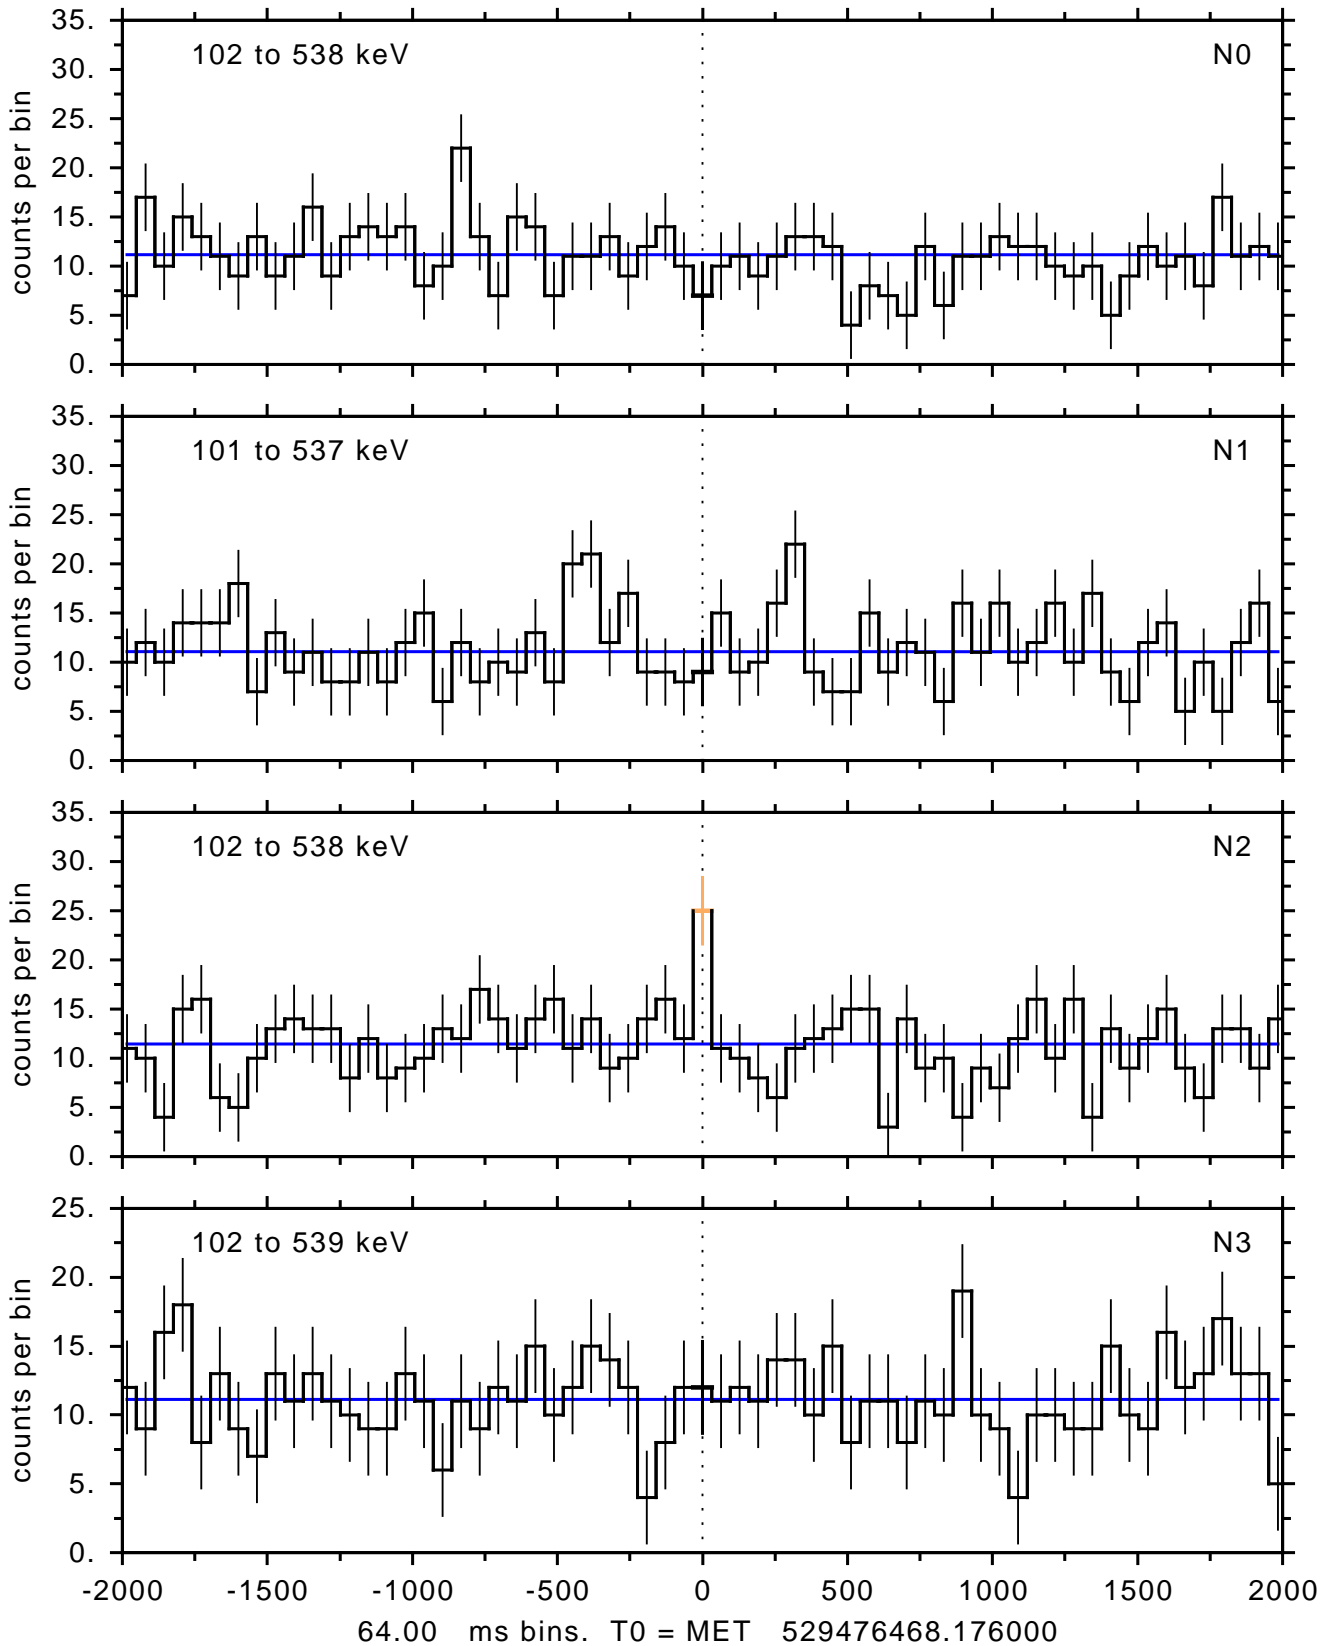 35.
30.
25.
20.
15.
10.
5.
0.
counts per bin
102 to 538 keV
N0
35.
30.
25.
20.
15.
10.
5.
0.
counts per bin
101 to 537 keV
N1
35.
30.
25.
20.
15.
10.
5.
0.
counts per bin
102 to 538 keV
N2
25.
20.
15.
10.
5.
0.
counts per bin
102 to 539 keV
N3
-2000 -1500 -1000 -500 0 500 1000 1500 2000
64.00 ms bins. T0 = MET 529476468.176000